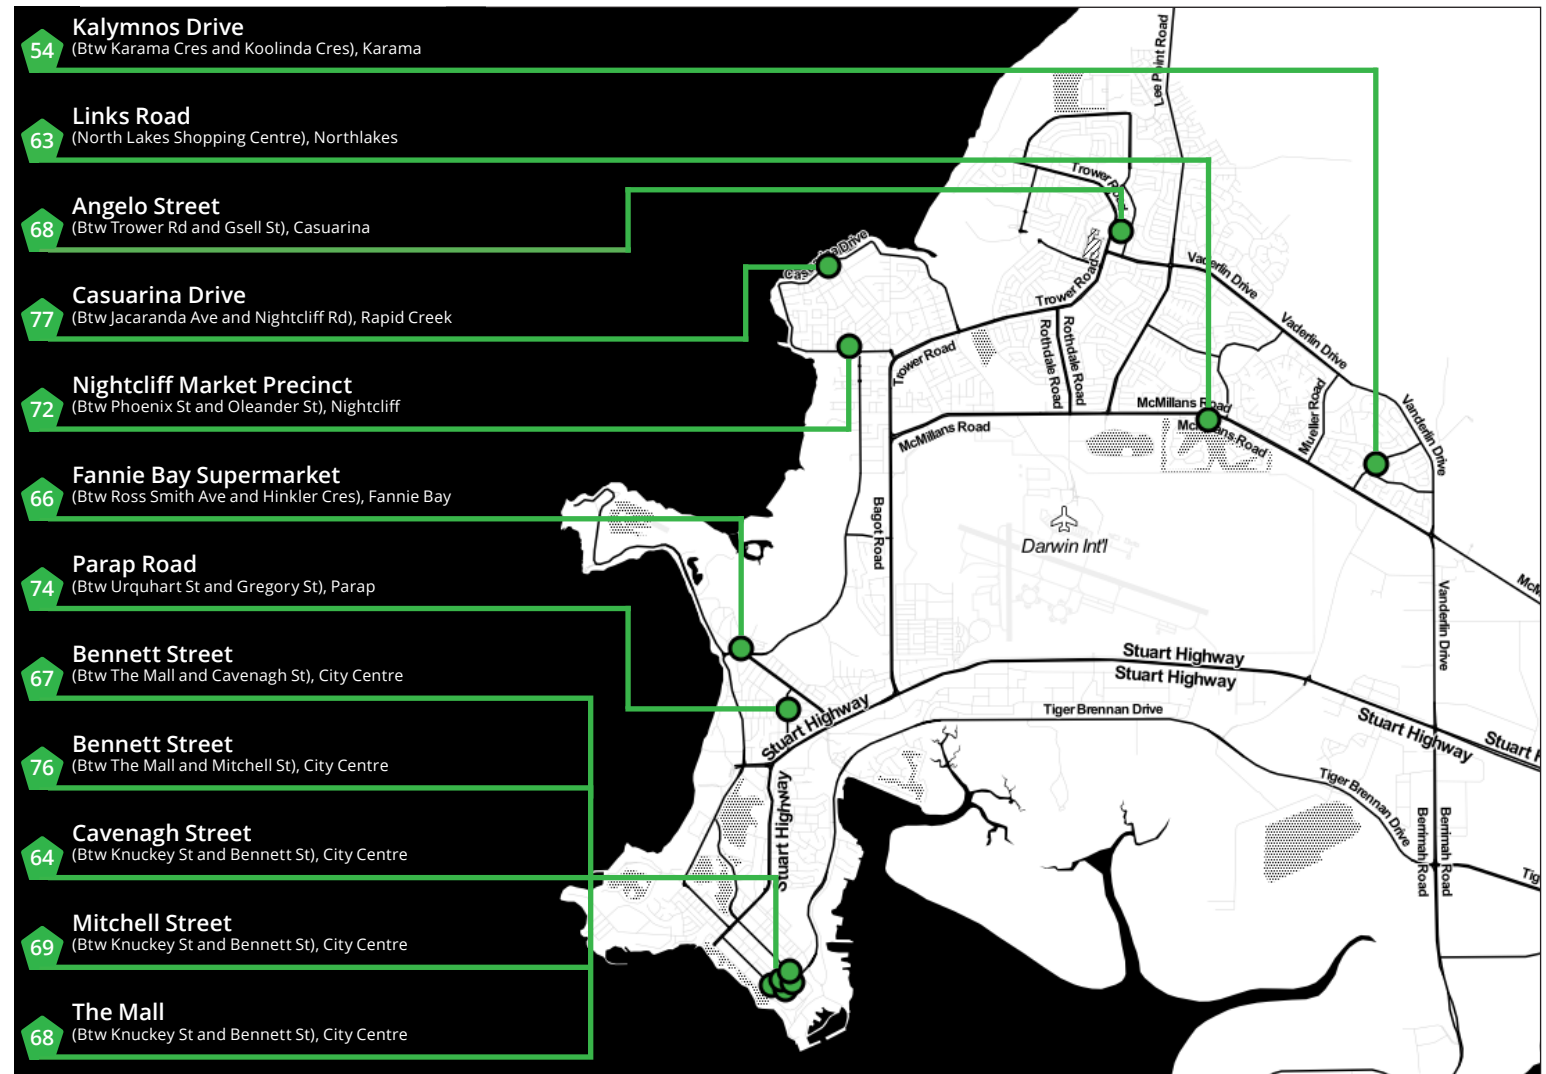 Kalymnos Drive
54
(Btw Karama Cres and Koolinda Cres), Karama
Links Road
63
(North Lakes Shopping Centre), Northlakes
Angelo Street
68
(Btw Trower Rd and Gsell St), Casuarina
Casuarina Drive
77
(Btw Jacaranda Ave and Nightcliff Rd), Rapid Creek
Nightcliff Market Precinct
72
(Btw Phoenix St and Oleander St), Nightcliff
Fannie Bay Supermarket
66
(Btw Ross Smith Ave and Hinkler Cres), Fannie Bay
Parap Road
74
(Btw Urquhart St and Gregory St), Parap
Bennett Street
67
(Btw The Mall and Cavenagh St), City Centre
Bennett Street
76
(Btw The Mall and Mitchell St), City Centre
Cavenagh Street
64
(Btw Knuckey St and Bennett St), City Centre
Mitchell Street
69
(Btw Knuckey St and Bennett St), City Centre
The Mall
68
(Btw Knuckey St and Bennett St), City Centre
Lee Point Road
Trower Road
Drive
Vaderlin Drive
Trower Road
Vaderlin Drive
Rothdale Road
Rothdale Road
Trower Road
McMillans Road
McMillans Road
McMillans Road
Mueller Road
Vanderlin Drive
Bagot Road
Darwin Int'l
Vanderlin Drive
Stuart Highway
Stuart Highway
Tiger Brennan Drive
Stuart Highway
Stuart Highway
Stuart H
Stuart Highway
Tiger Brennan Drive
Berrimah Road
Berrimah Road
Tig